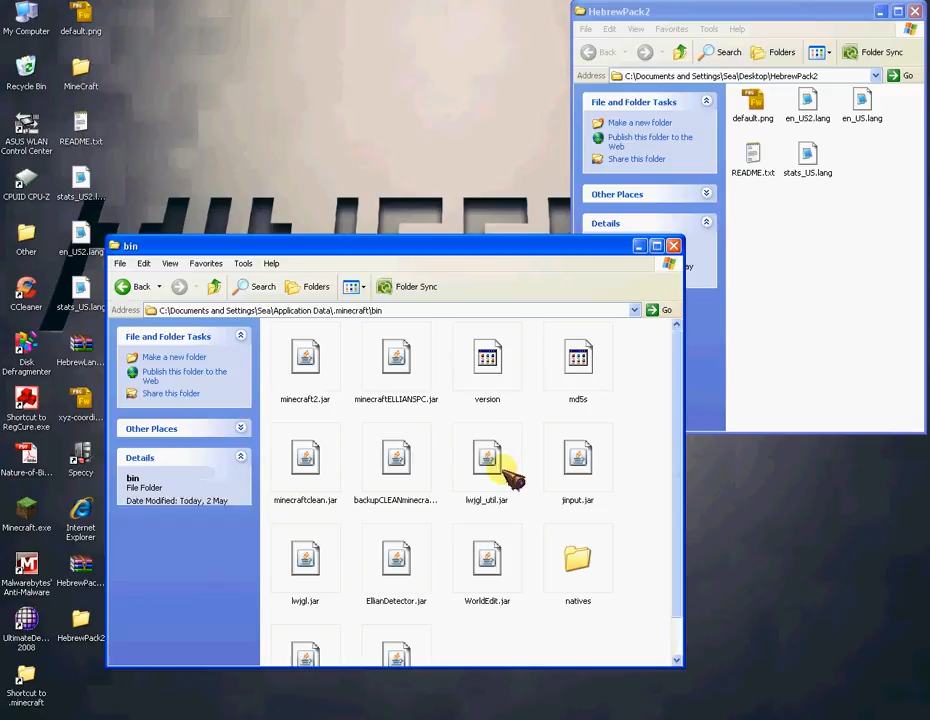 My Computer
default.png
Recycle Bin
MineCraft
ASUS WLAN
Control Center
README.txt
CPUID CPU-Z
stats_US2.l...
Other
en_US2.lang
CCleaner
stats_US.lang
Disk
Defragmenter
HebrewLan...
Shortcut to
RegCure.exe
xyz-coordi...
Nature-of-Bi...
Speccy
Minecraft.exe
Internet
Explorer
Malwarebytes'
Anti-Malware
HebrewPac...
UltimateDe...
2008
HebrewPack2
Shortcut to
.minecraft
HebrewPack2
File Edit View Favorites Tools Help
Back Search Folders Folder Sync
Address C:\Documents and Settings\Sea\Desktop\HebrewPack2 Go
File and Folder Tasks
Make a new folder
Publish this folder to the
Web
Share this folder
Other Places
Details
default.png en_US2.lang en_US.lang
README.txt stats_US.lang
bin
File Edit View Favorites Tools Help
Back Search Folders Folder Sync
Address C:\Documents and Settings\Sea\Application Data\.minecraft\bin Go
File and Folder Tasks
Make a new folder
Publish this folder to the
Web
Share this folder
Other Places
Details
bin
File Folder
Date Modified: Today, 2 May
minecraft2.jar minecraftELLIANSPC.jar version md5s
minecraftclean.jar backupCLEANminecra... lwjgl_util.jar jinput.jar
lwjgl.jar EllianDetector.jar WorldEdit.jar natives